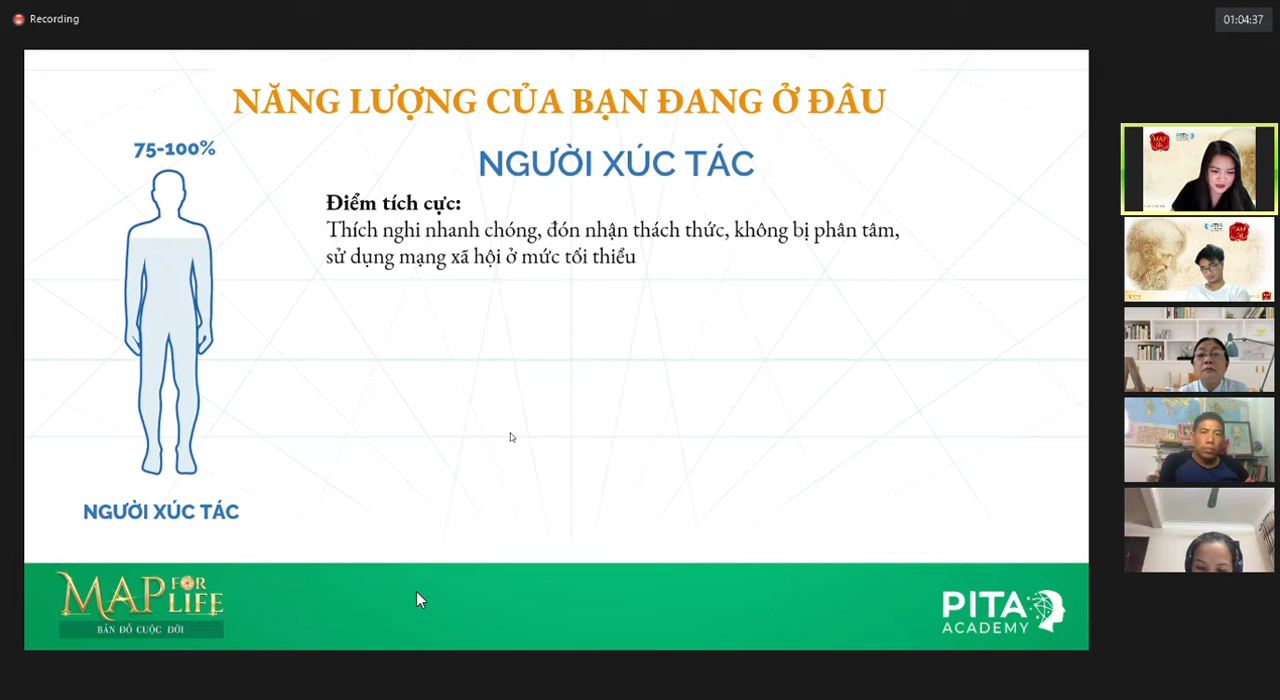 Recording
01:04:37
NĂNG LƯỢNG CỦA BẠN ĐANG Ở ĐÂU
75-100%
NGƯỜI XÚC TÁC
Điểm tích cực:
Thích nghi nhanh chóng, đón nhận thách thức, không bị phân tâm,
sử dụng mạng xã hội ở mức tối thiểu
NGƯỜI XÚC TÁC
MAP FOR LIFE
BẢN ĐỒ CUỘC ĐỜI
PITA
ACADEMY